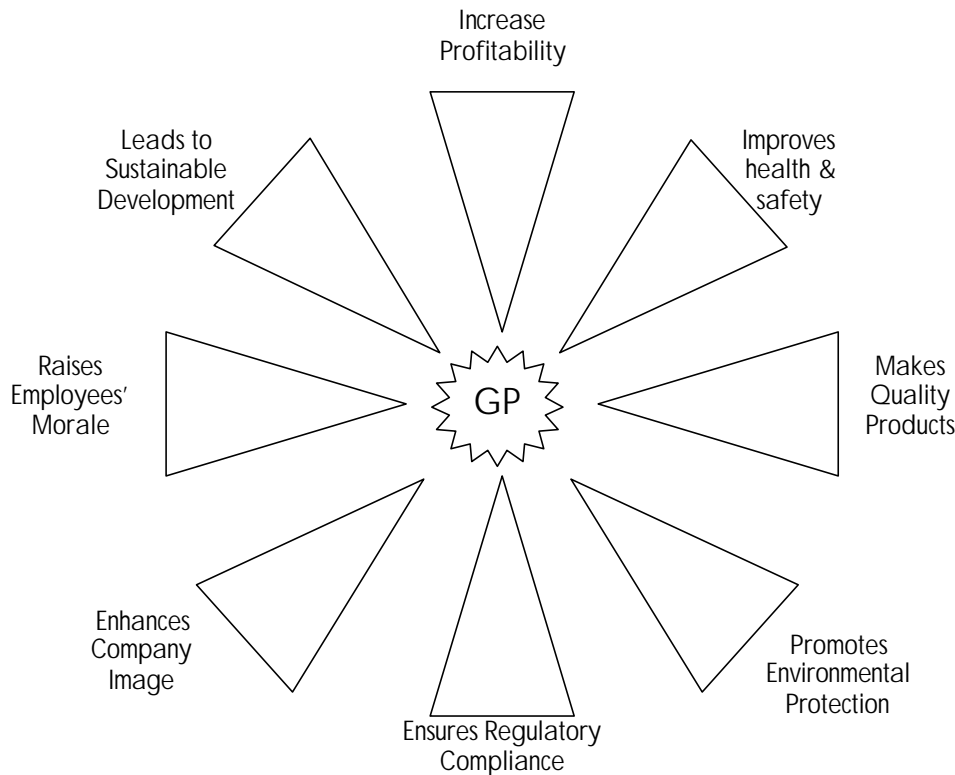 Increase
Profitability
Leads to
Sustainable
Development
Improves
health &
safety
Raises
Employees’
Morale
GP
Makes
Quality
Products
Enhances
Company
Image
Promotes
Environmental
Protection
Ensures Regulatory
Compliance